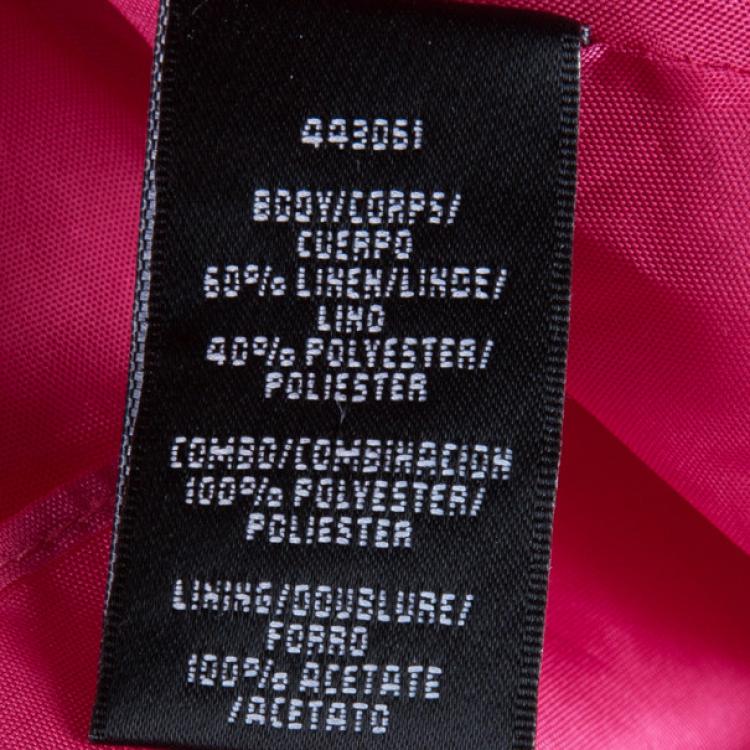 443051
BODY/CORPS/
CUERPO
60% LINEN/LINDE/
LINO
40% POLYESTER/
POLIESTER
COMBO/COMBINACION
100% POLYESTER/
POLIESTER
LINING/DOUBLURE/
FORRO
100% ACETATE
/ACETATO